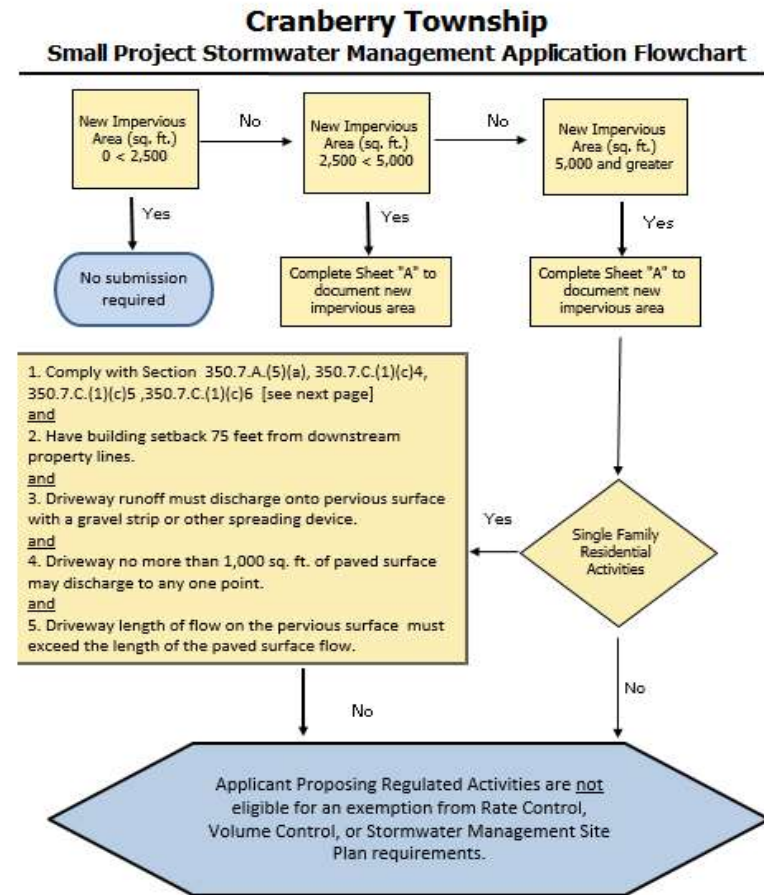 Cranberry Township
Small Project Stormwater Management Application Flowchart
New Impervious
Area (sq. ft.)
0 < 2,500
No
New Impervious
Area (sq. ft.)
2,500 < 5,000
No
New Impervious
Area (sq. ft.)
5,000 and greater
Yes
Yes
Yes
No submission
required
Complete Sheet "A" to
document new
impervious area
Complete Sheet "A" to
document new
impervious area
1. Comply with Section 350.7.A.(5)(a), 350.7.C.(1)(c)4,
350.7.C.(1)(c)5 ,350.7.C.(1)(c)6 [see next page]
and
2. Have building setback 75 feet from downstream
property lines.
and
3. Driveway runoff must discharge onto pervious surface
with a gravel strip or other spreading device.
and
4. Driveway no more than 1,000 sq. ft. of paved surface
may discharge to any one point.
and
5. Driveway length of flow on the pervious surface must
exceed the length of the paved surface flow.
Yes
Single Family
Residential
Activities
No
No
Applicant Proposing Regulated Activities are not
eligible for an exemption from Rate Control,
Volume Control, or Stormwater Management Site
Plan requirements.